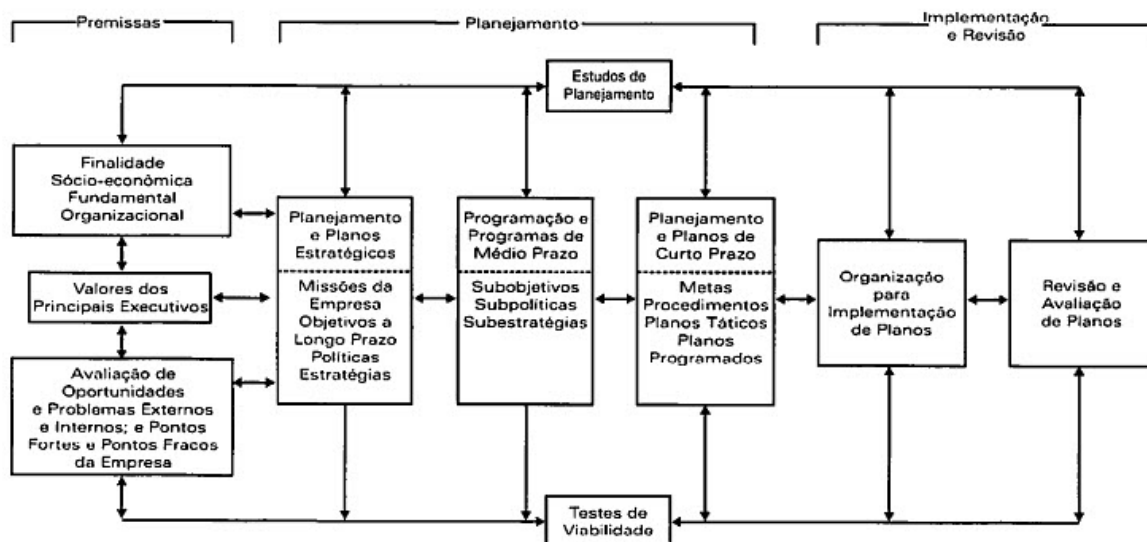 Premissas
Planejamento
Implementação
e Revisão
Estudos de
Planejamento
Finalidade
Sócio-econômica
Fundamental
Organizacional
Valores dos
Principais Executivos
Avaliação de
Oportunidades
e Problemas Externos
e Internos; e Pontos
Fortes e Pontos Fracos
da Empresa
Planejamento
e Planos
Estratégicos
Missões da
Empresa
Objetivos a
Longo Prazo
Políticas
Estratégias
Programação e
Programas de
Médio Prazo
Subobjetivos
Subpolíticas
Subestratégias
Planejamento
e Planos de
Curto Prazo
Metas
Procedimentos
Planos Táticos
Planos
Programados
Organização
para
Implementação
de Planos
Revisão e
Avaliação
de Planos
Testes de
Viabilidade